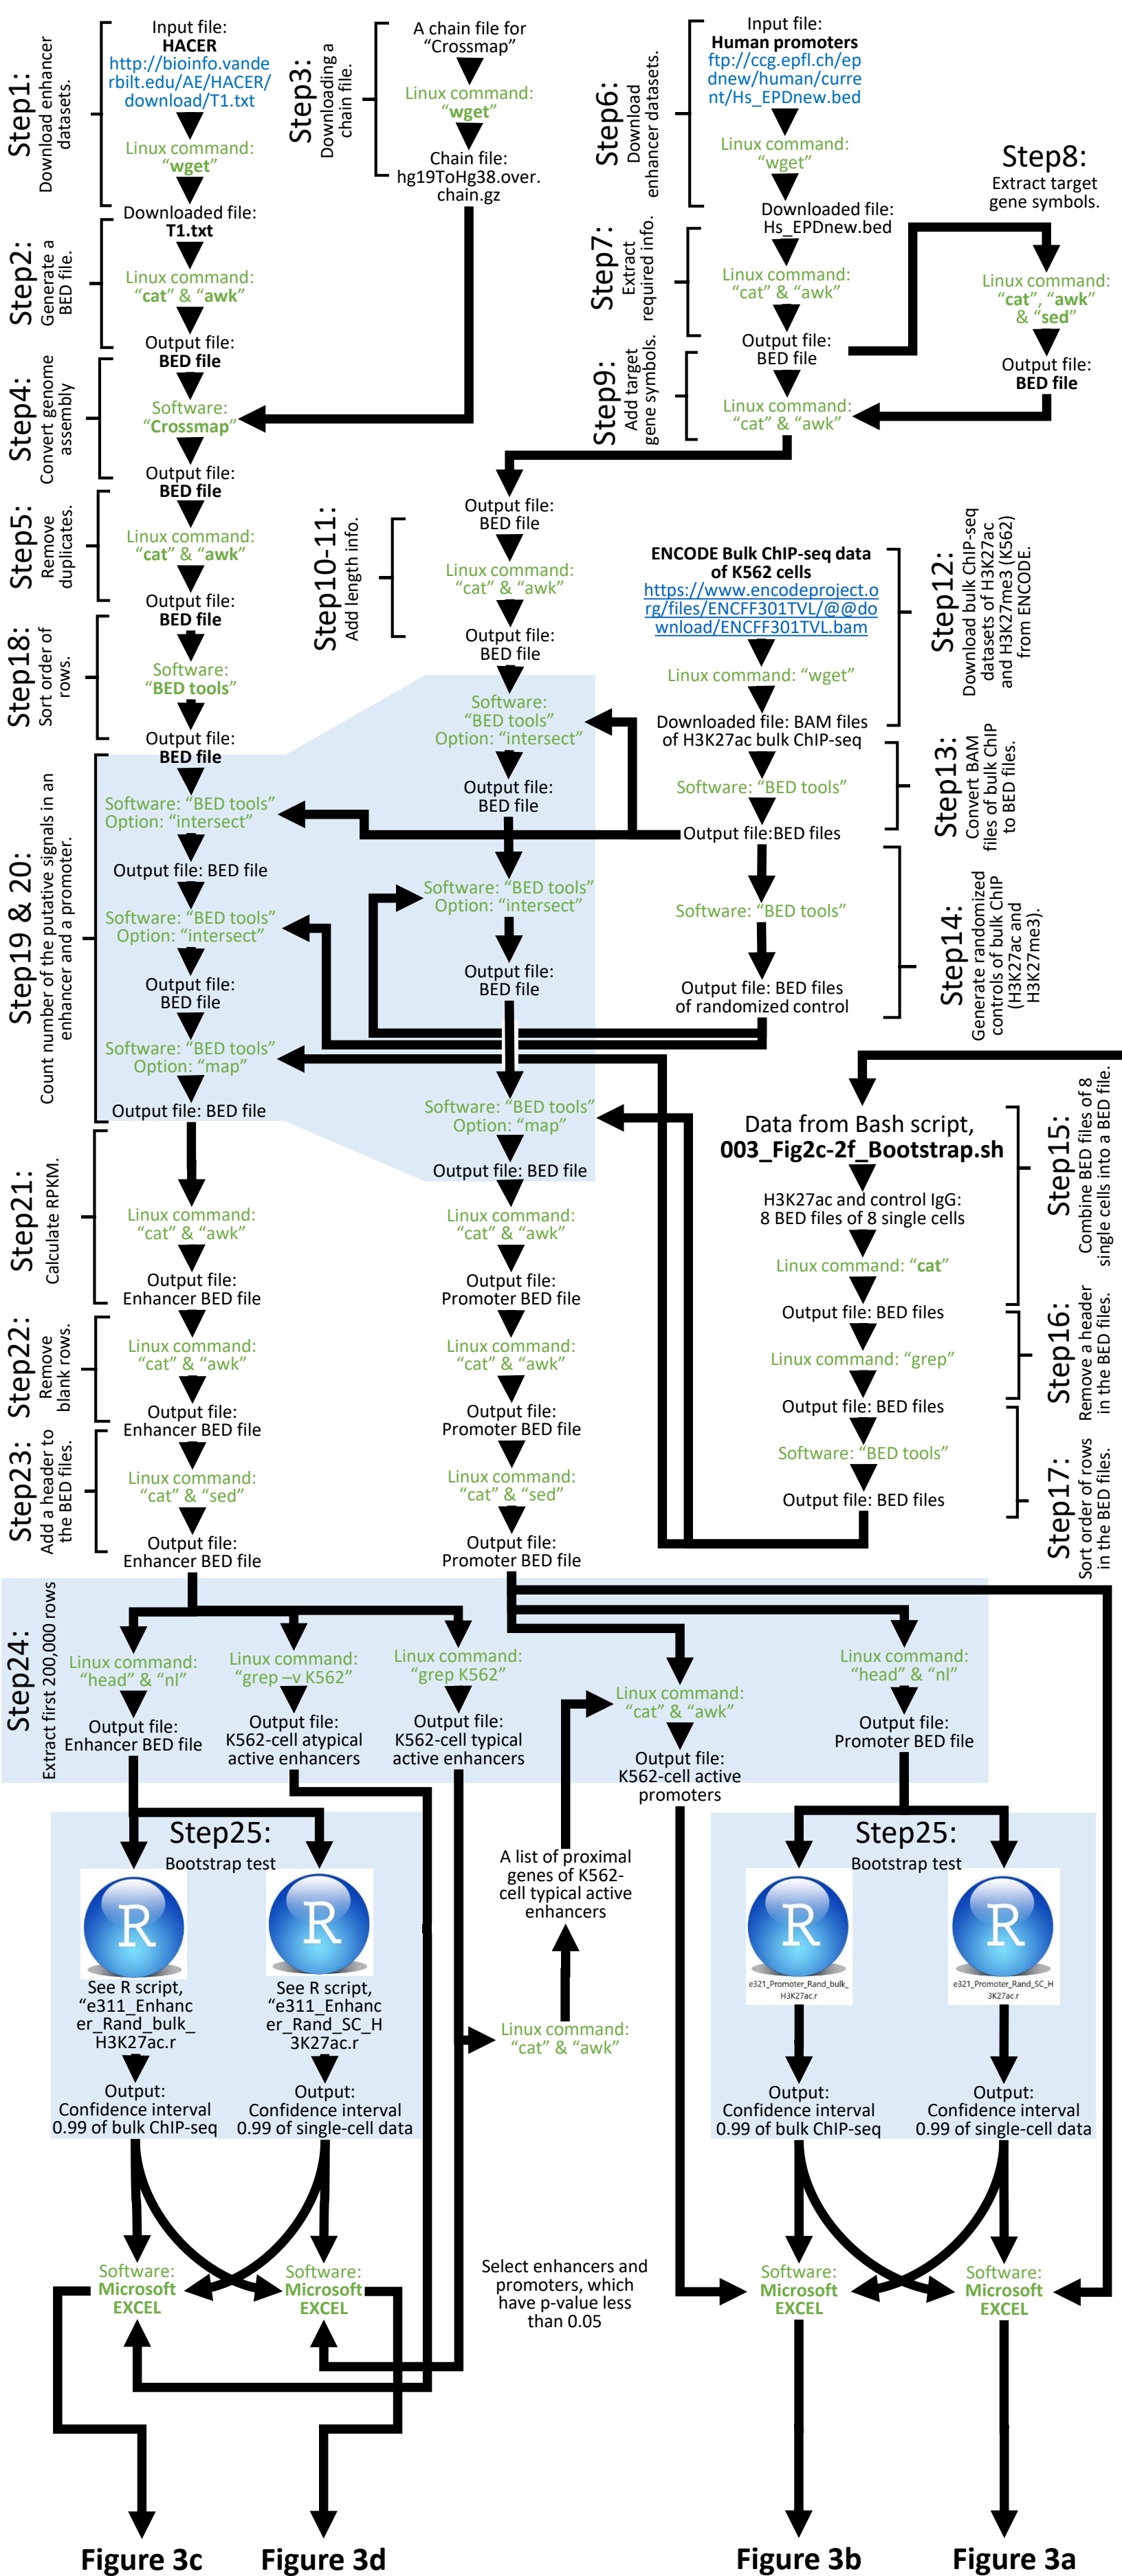 Step1:
Download enhancer
datasets.
Input file:
HACER
http://bioinfo.vande
rbilt.edu/AE/HACER/
download/T1.txt
Linux command:
“wget”
Downloaded file:
T1.txt
Step2:
Generate a
BED file.
Linux command:
“cat” & “awk”
Output file:
BED file
Step3:
Downloading a
chain file.
A chain file for
“Crossmap”
Linux command:
“wget”
Chain file:
hg19ToHg38.over.
chain.gz
Step4:
Convert genome
assembly
Software:
“Crossmap”
Output file:
BED file
Step5:
Remove
duplicates.
Linux command:
“cat” & “awk”
Output file:
BED file
Step6:
Download
enhancer datasets.
Input file:
Human promoters
ftp://ccg.epfl.ch/ep
dnew/human/curre
nt/Hs_EPDnew.bed
Linux command:
“wget”
Downloaded file:
Hs_EPDnew.bed
Step7:
Extract
required info.
Linux command:
“cat” & “awk”
Output file:
BED file
Step8:
Extract target
gene symbols.
Linux command:
“cat”, “awk”
& “sed”
Output file:
BED file
Step9:
Add target
gene symbols.
Linux command:
“cat” & “awk”
Output file:
BED file
Step10-11:
Add length info.
Linux command:
“cat” & “awk”
Output file:
BED file
Step12:
Download bulk ChIP-seq
datasets of H3K27ac
and H3K27me3 (K562)
from ENCODE.
ENCODE Bulk ChIP-seq data
of K562 cells
https://www.encodeproject.o
rg/files/ENCFF301TVL/@@do
wnload/ENCFF301TVL.bam
Linux command: “wget”
Downloaded file: BAM files
of H3K27ac bulk ChIP-seq
Step13:
Convert BAM
files of bulk ChIP
to BED files.
Software: “BED tools”
Output file:BED files
Step14:
Generate randomized
controls of bulk ChIP
(H3K27ac and
H3K27me3).
Software: “BED tools”
Output file: BED files
of randomized control
Step18:
Sort order of
rows.
Software:
“BED tools”
Output file:
BED file
Step19 & 20:
Count number of the putative signals in an
enhancer and a promoter.
Software: “BED tools”
Option: “intersect”
Output file: BED file
Software: “BED tools”
Option: “intersect”
Output file:
BED file
Software: “BED tools”
Option: “map”
Output file: BED file
Software:
“BED tools”
Option: “intersect”
Output file:
BED file
Software: “BED tools”
Option: “intersect”
Output file:
BED file
Software: “BED tools”
Option: “map”
Output file: BED file
Step15:
Combine BED files of 8
single cells into a BED file.
Data from Bash script,
003_Fig2c-2f_Bootstrap.sh
H3K27ac and control IgG:
8 BED files of 8 single cells
Linux command: “cat”
Output file: BED files
Step16:
Remove a header
in the BED files.
Linux command: “grep”
Output file: BED files
Step17:
Sort order of rows
in the BED files.
Software: “BED tools”
Output file: BED files
Step21:
Calculate RPKM.
Linux command:
“cat” & “awk”
Output file:
Enhancer BED file
Linux command:
“cat” & “awk”
Output file:
Promoter BED file
Step22:
Remove
blank rows.
Linux command:
“cat” & “awk”
Output file:
Enhancer BED file
Linux command:
“cat” & “awk”
Output file:
Promoter BED file
Step23:
Add a header to
the BED files.
Linux command:
“cat” & “sed”
Output file:
Enhancer BED file
Linux command:
“cat” & “sed”
Output file:
Promoter BED file
Step24:
Extract first 200,000 rows
Linux command:
“head” & “nl”
Output file:
Enhancer BED file
Linux command:
“grep –v K562”
Output file:
K562-cell atypical
active enhancers
Linux command:
“grep K562”
Output file:
K562-cell typical
active enhancers
Linux command:
“cat” & “awk”
Output file:
K562-cell active
promoters
Linux command:
“head” & “nl”
Output file:
Promoter BED file
Step25:
Bootstrap test
R
See R script,
“e311_Enhanc
er_Rand_bulk_
H3K27ac.r
Output:
Confidence interval
0.99 of bulk ChIP-seq
R
See R script,
“e311_Enhanc
er_Rand_SC_H
3K27ac.r
Output:
Confidence interval
0.99 of single-cell data
A list of proximal
genes of K562-
cell typical active
enhancers
Linux command:
“cat” & “awk”
Step25:
Bootstrap test
R
e321_Promoter_Rand_bulk_
H3K27ac.r
Output:
Confidence interval
0.99 of bulk ChIP-seq
R
e321_Promoter_Rand_SC_H
3K27ac.r
Output:
Confidence interval
0.99 of single-cell data
Software:
Microsoft
EXCEL
Software:
Microsoft
EXCEL
Select enhancers and
promoters, which
have p-value less
than 0.05
Software:
Microsoft
EXCEL
Software:
Microsoft
EXCEL
Figure 3c
Figure 3d
Figure 3b
Figure 3a